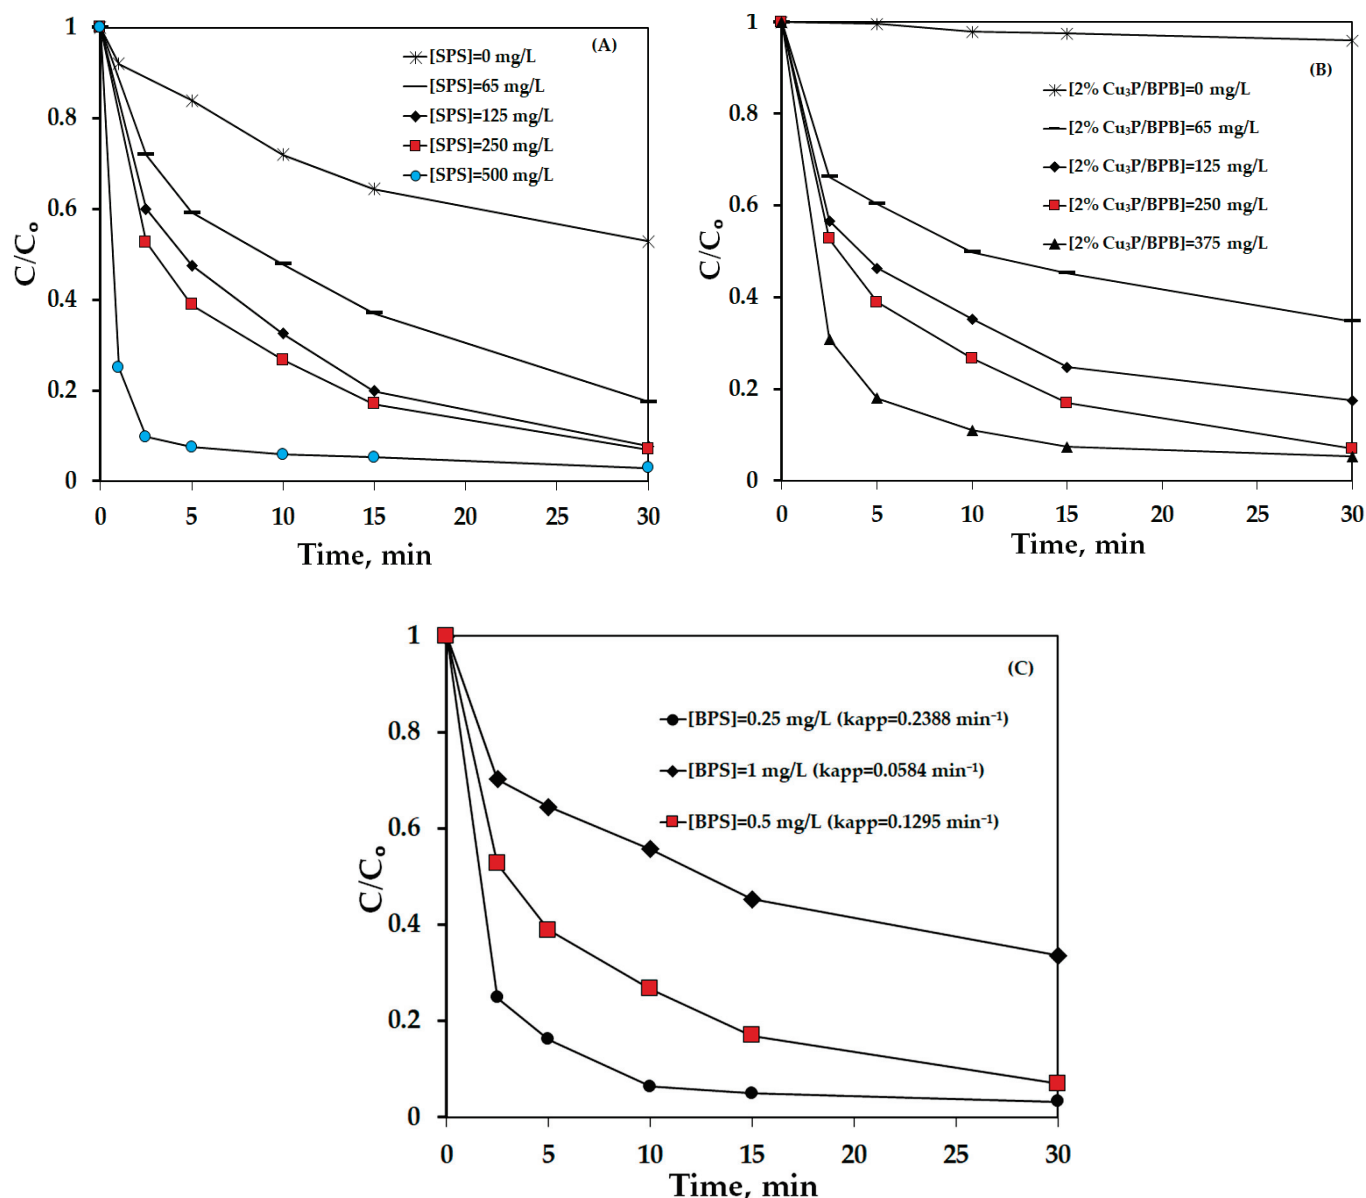 (A)
[SPS]=0 mg/L
[SPS]=65 mg/L
[SPS]=125 mg/L
[SPS]=250 mg/L
[SPS]=500 mg/L
1
0.8
0.6
0.4
0.2
0
C/Cₒ
0 5 10 15 20 25 30
Time, min
(B)
[2% Cu₃P/BPB]=0 mg/L
[2% Cu₃P/BPB]=65 mg/L
[2% Cu₃P/BPB]=125 mg/L
[2% Cu₃P/BPB]=250 mg/L
[2% Cu₃P/BPB]=375 mg/L
1
0.8
0.6
0.4
0.2
0
C/Cₒ
0 5 10 15 20 25 30
Time, min
(C)
[BPS]=0.25 mg/L (kapp=0.2388 min⁻¹)
[BPS]=1 mg/L (kapp=0.0584 min⁻¹)
[BPS]=0.5 mg/L (kapp=0.1295 min⁻¹)
1
0.8
0.6
0.4
0.2
0
C/Cₒ
0 5 10 15 20 25 30
Time, min